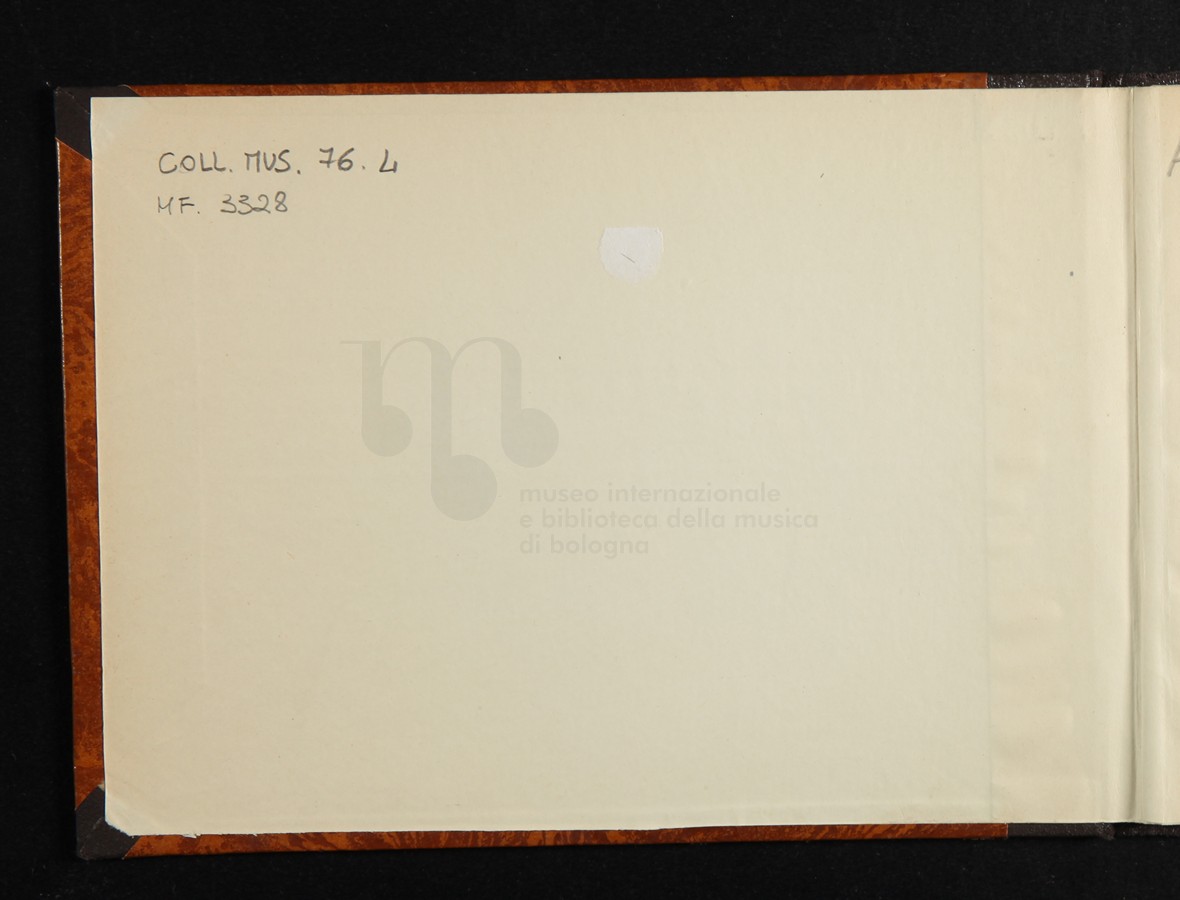 COLL. MUS. 76. 4
MF. 3328
museo internazionale
e biblioteca della musica
di bologna